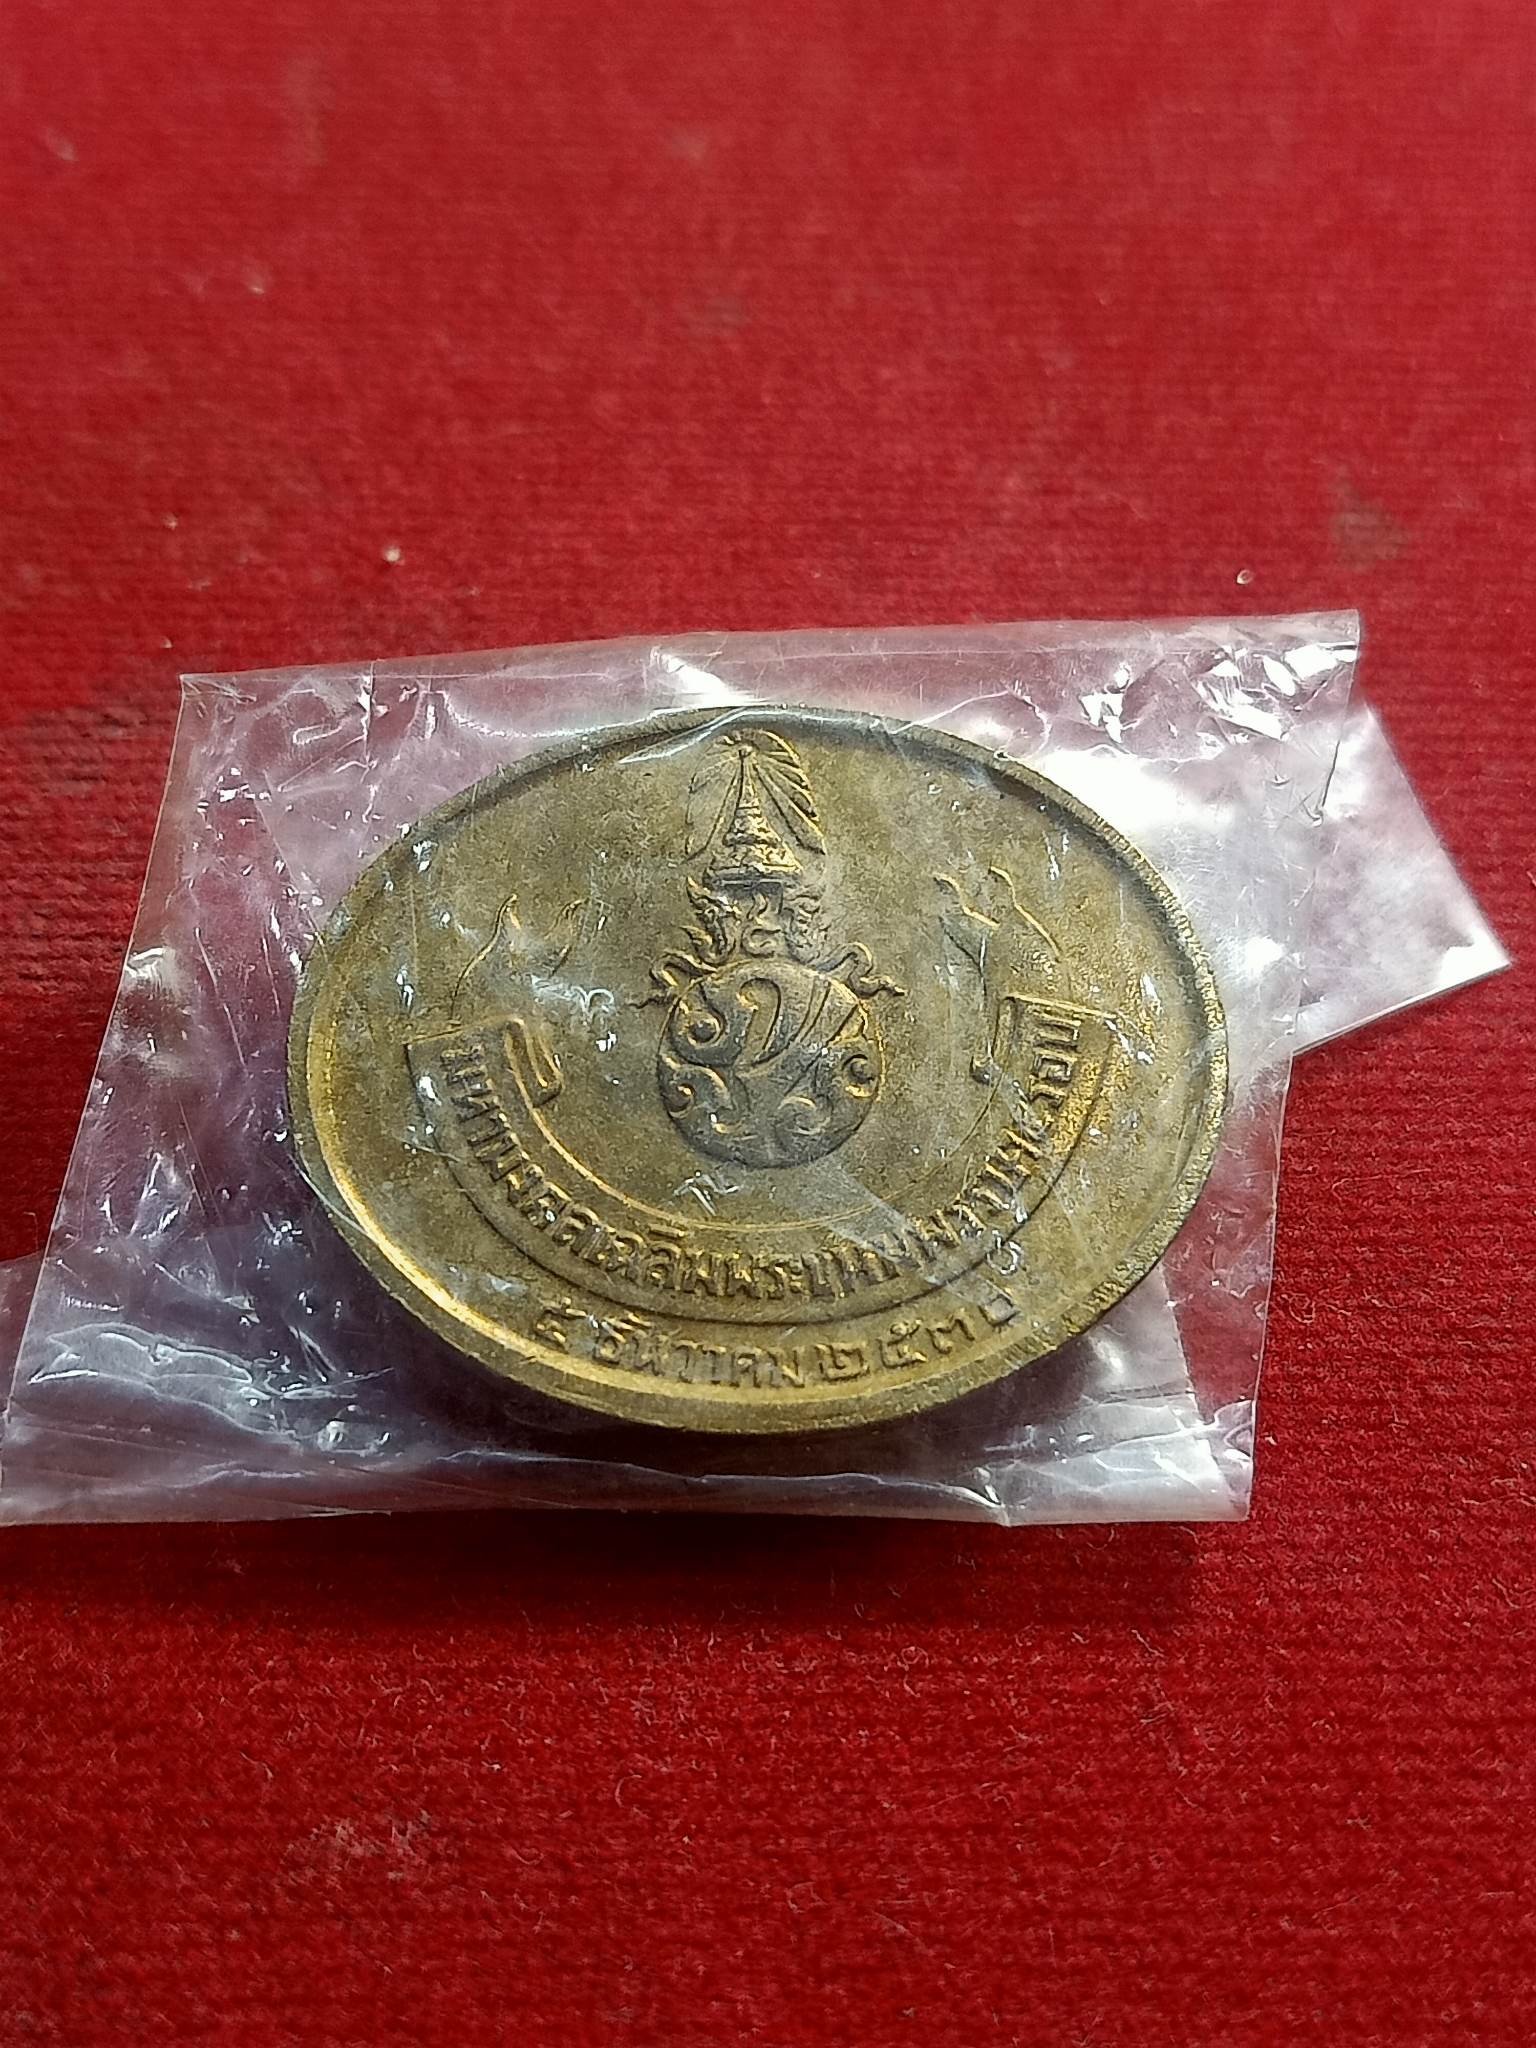 มหามงคลเฉลิมพระชนมพรรษา ๕ รอบ
๕ ธันวาคม ๒๕๓๐